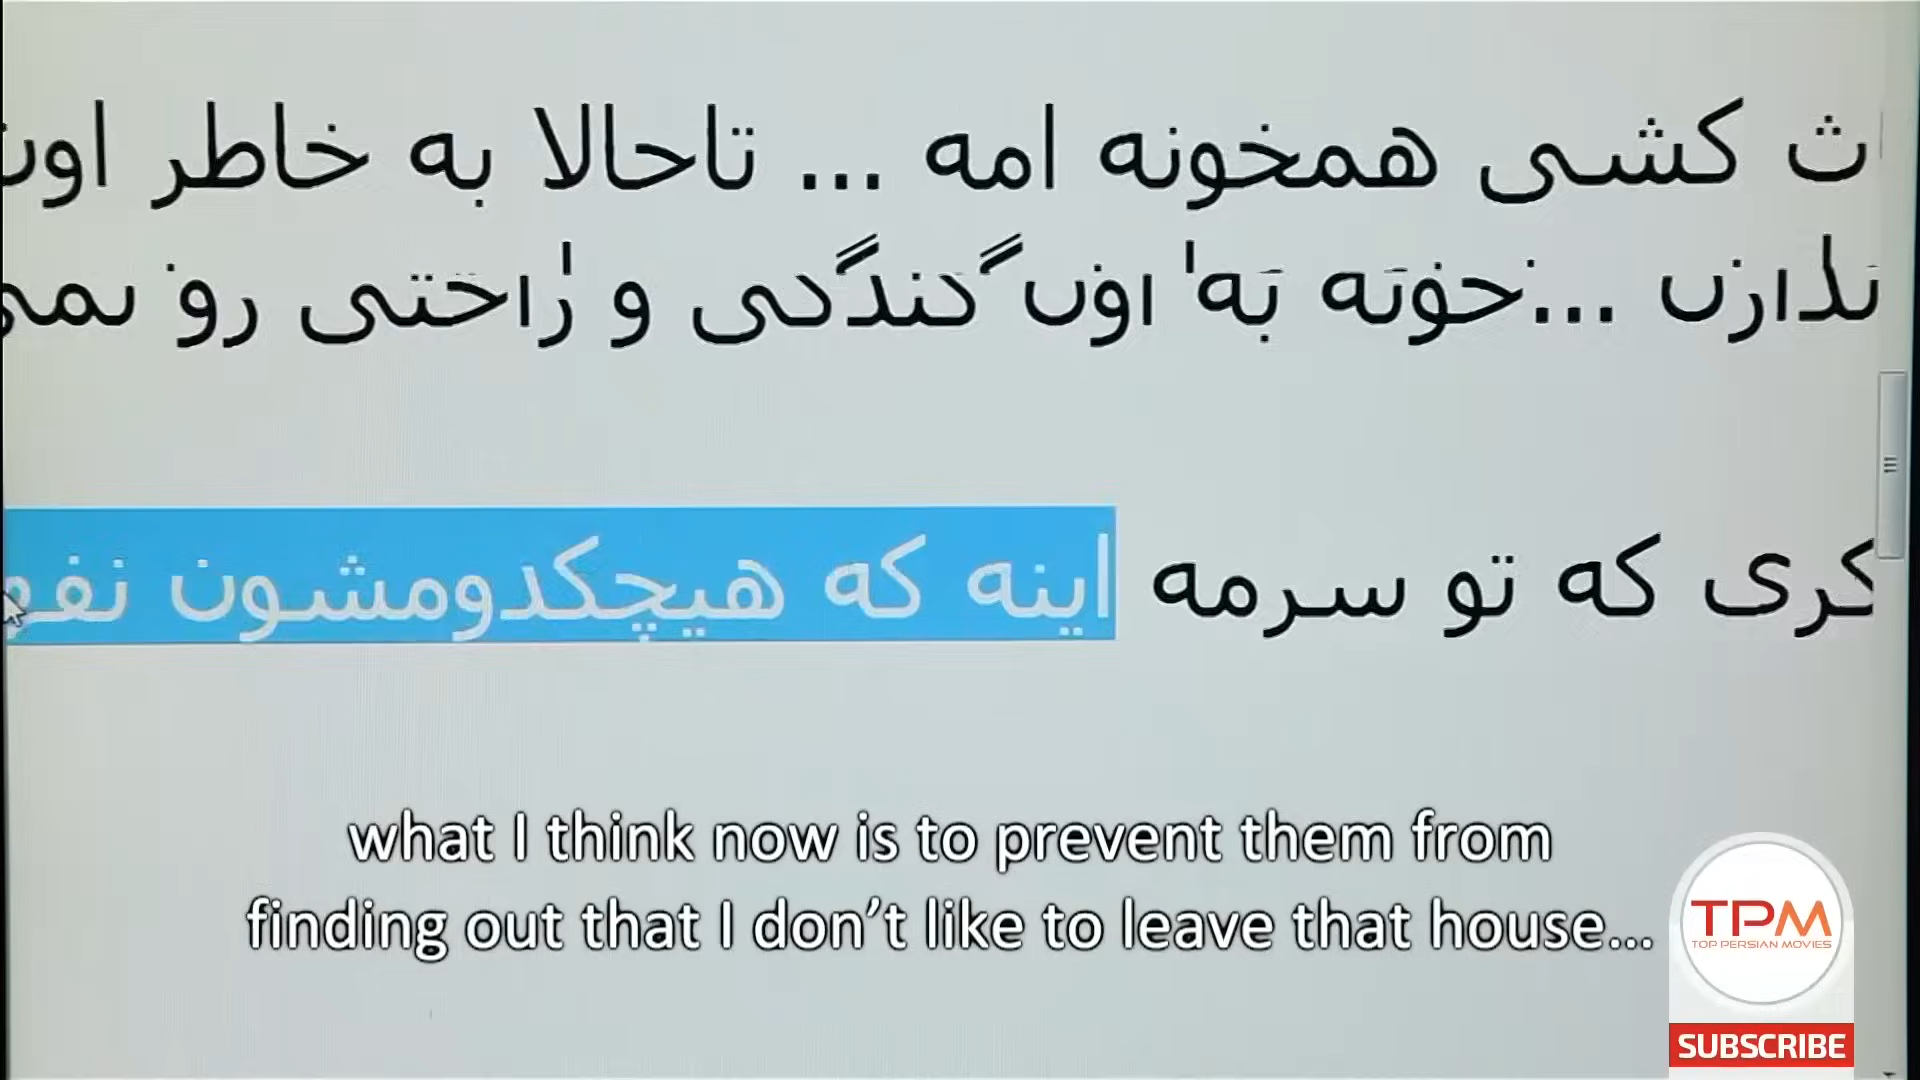 ث کشی همخونه امه ... تاحالا به خاطر
ندارن ...خونه به اون گندگی و راحتی رو نمی
کری که تو سرمه اینه که هیچکدومشون نفه
what I think now is to prevent them from
finding out that I don't like to leave that house...
TPM
TOP PERSIAN MOVIES
SUBSCRIBE